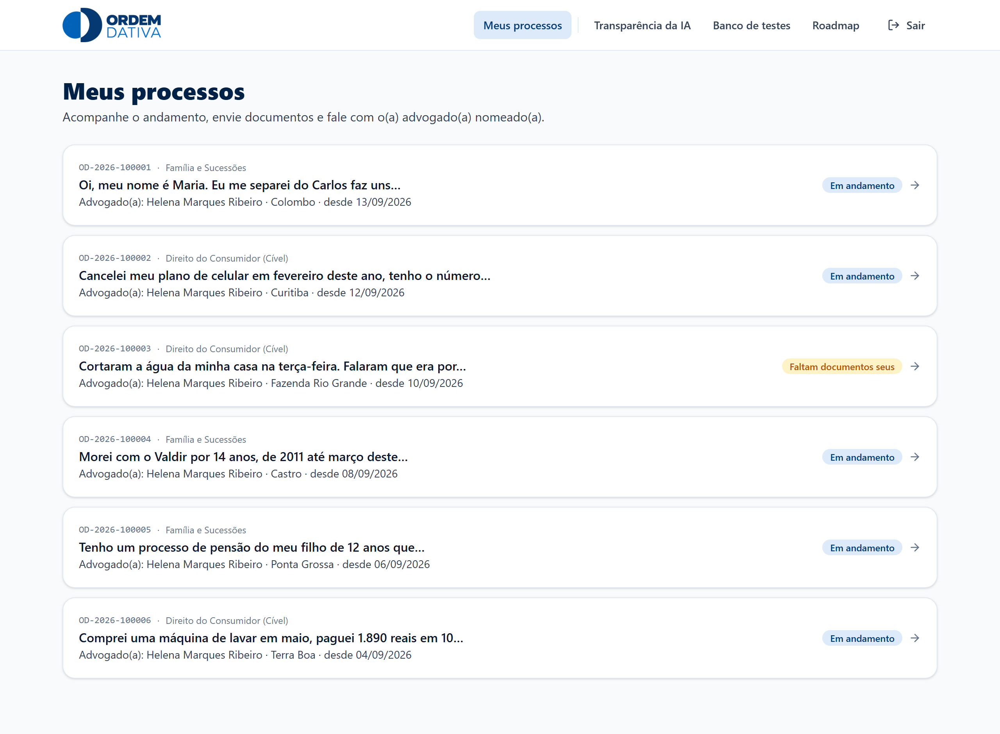 ORDEM
DATIVA
Meus processos
Transparência da IA
Banco de testes
Roadmap
Sair
Meus processos
Acompanhe o andamento, envie documentos e fale com o(a) advogado(a) nomeado(a).
OD-2026-100001 · Família e Sucessões
Oi, meu nome é Maria. Eu me separei do Carlos faz uns...
Advogado(a): Helena Marques Ribeiro · Colombo · desde 13/09/2026
Em andamento
OD-2026-100002 · Direito do Consumidor (Cível)
Cancelei meu plano de celular em fevereiro deste ano, tenho o número...
Advogado(a): Helena Marques Ribeiro · Curitiba · desde 12/09/2026
Em andamento
OD-2026-100003 · Direito do Consumidor (Cível)
Cortaram a água da minha casa na terça-feira. Falaram que era por...
Advogado(a): Helena Marques Ribeiro · Fazenda Rio Grande · desde 10/09/2026
Faltam documentos seus
OD-2026-100004 · Família e Sucessões
Morei com o Valdir por 14 anos, de 2011 até março deste...
Advogado(a): Helena Marques Ribeiro · Castro · desde 08/09/2026
Em andamento
OD-2026-100005 · Família e Sucessões
Tenho um processo de pensão do meu filho de 12 anos que...
Advogado(a): Helena Marques Ribeiro · Ponta Grossa · desde 06/09/2026
Em andamento
OD-2026-100006 · Direito do Consumidor (Cível)
Comprei uma máquina de lavar em maio, paguei 1.890 reais em 10...
Advogado(a): Helena Marques Ribeiro · Terra Boa · desde 04/09/2026
Em andamento